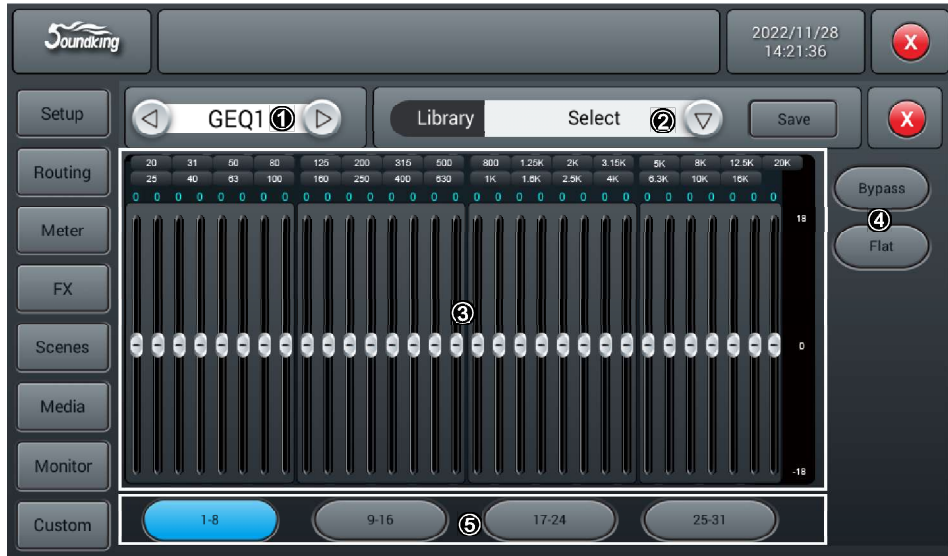 Soundking
2022/11/28
14:21:36
X
Setup
Routing
Meter
FX
Scenes
Media
Monitor
Custom
GEQ1 ①
Library Select ②
Save
X
20 31 50 80 125 200 315 500 800 1.25K 2K 3.15K 5K 8K 12.5K 20K
25 40 63 100 160 250 400 630 1K 1.6K 2.5K 4K 6.3K 10K 16K
0 0 0 0 0 0 0 0 0 0 0 0 0 0 0 0 0 0 0 0 0 0 0 0 0 0 0 0 0 0 0
18
③
0
-18
Bypass
④
Flat
1-8 9-16 ⑤ 17-24 25-31